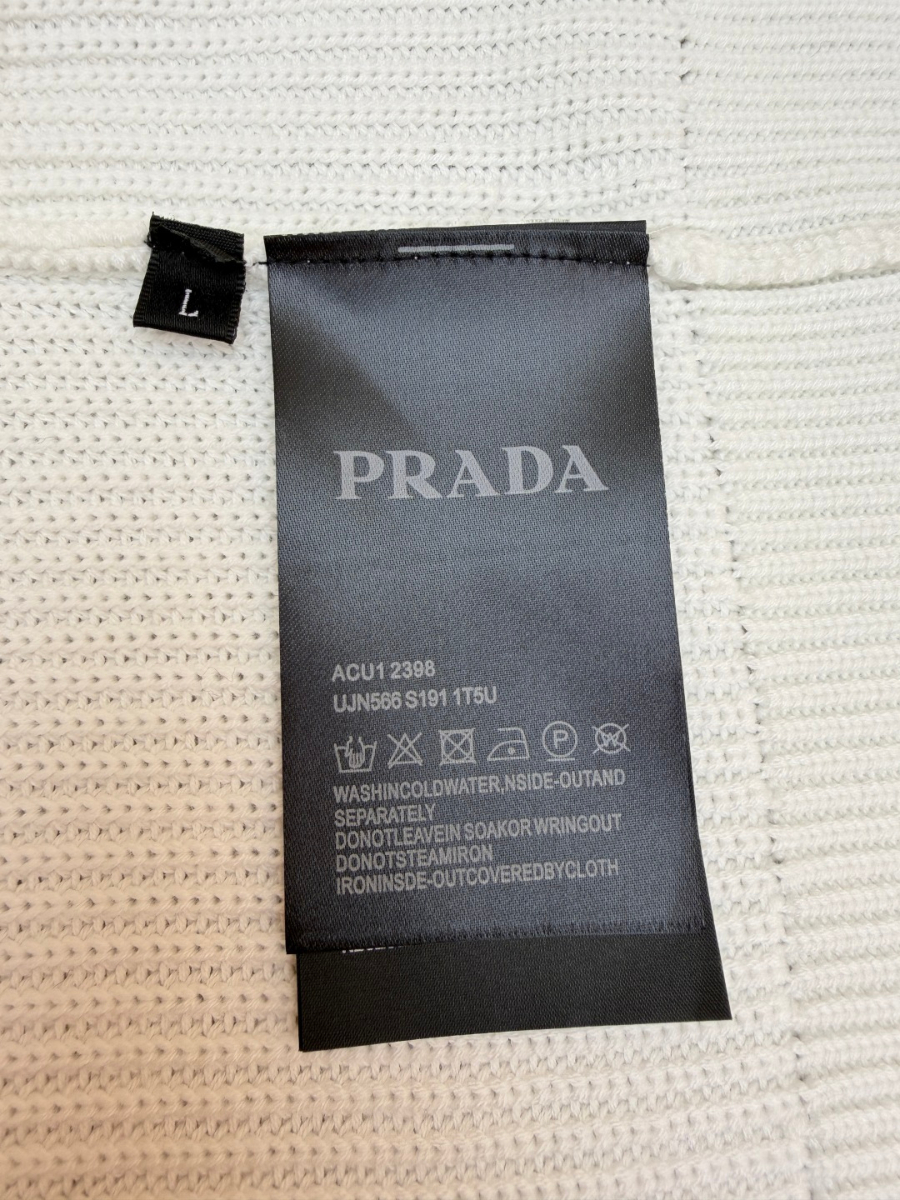 L
PRADA
ACU1 2398
UJN566 S191 1T5U
P
W
WASHINCOLDWATER,NSIDE-OUTAND
SEPARATELY
DONOTLEAVEIN SOAKOR WRINGOUT
DONOTSTEAMIRON
IRONINSDE-OUTCOVEREDBYCLOTH